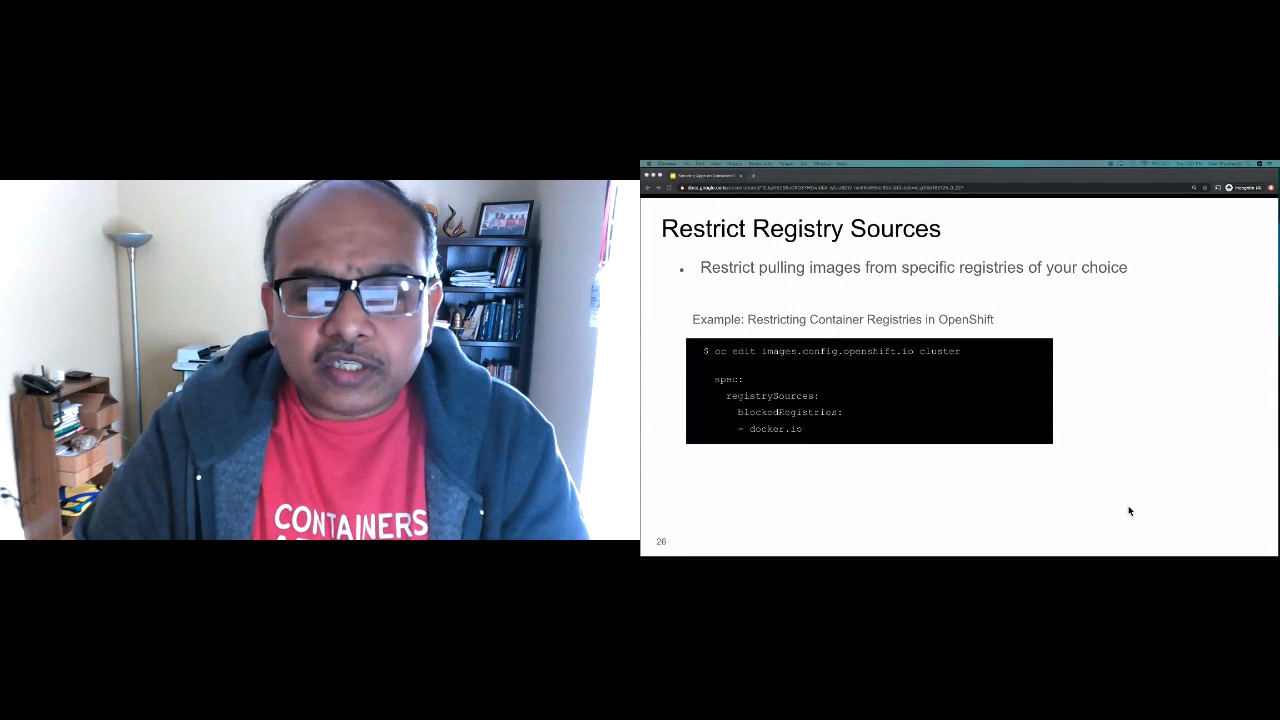 CONTAINERS
Restrict Registry Sources
• Restrict pulling images from specific registries of your choice
Example: Restricting Container Registries in OpenShift
$ oc edit images.config.openshift.io cluster
spec:
registrySources:
blockedRegistries:
- docker.io
26